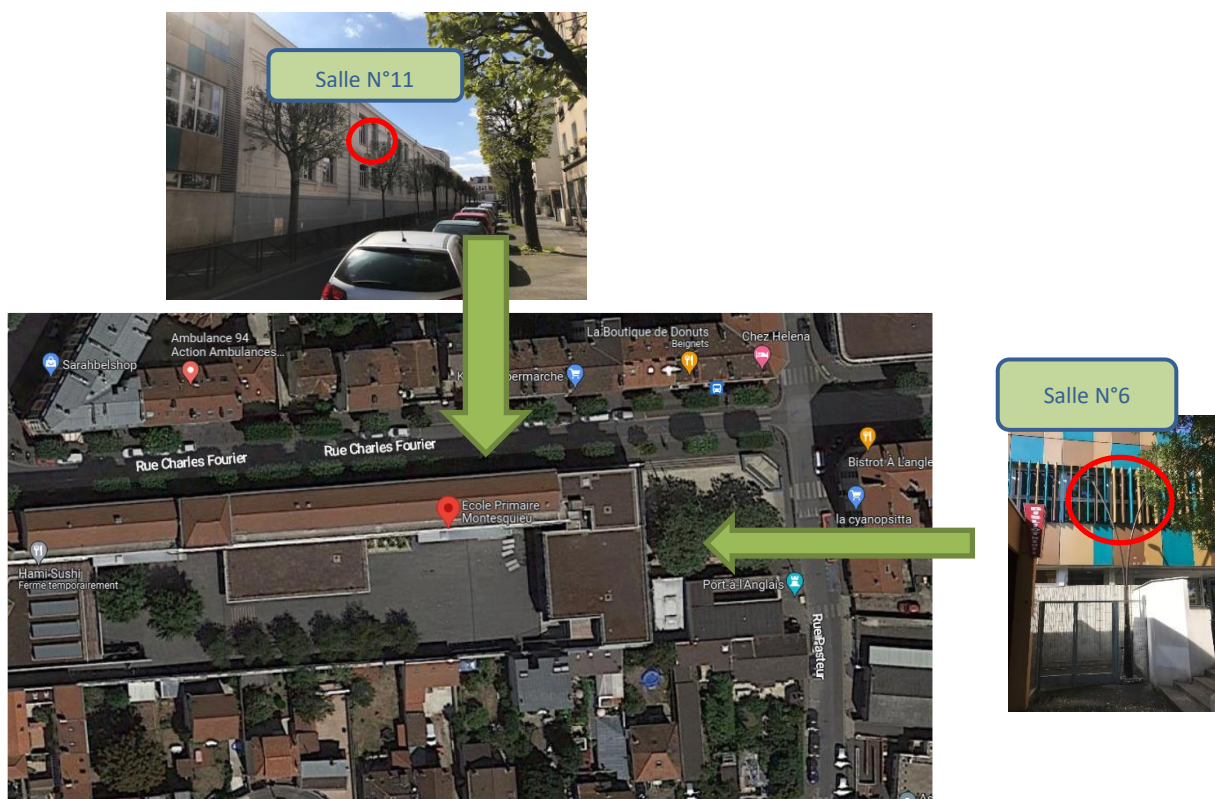 Salle N°11
Sarahbelshop
Ambulance 94
Action Ambulances...
La Boutique de Donuts
Beignets
Chez Helena
Rue Charles Fourier
Rue Charles Fourier
Bistrot À L'angle
la cyanopsitta
Ecole Primaire
Montesquieu
Hami-Sushi
Fermé temporairement
Port-à-l'Anglais
Rue Pasteur
Salle N°6